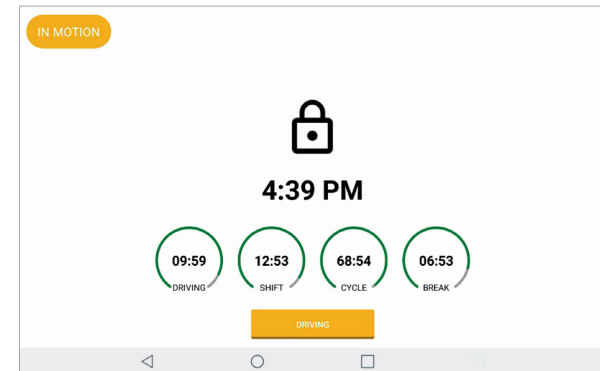 IN MOTION
4:39 PM
09:59
DRIVING
12:53
SHIFT
68:54
CYCLE
06:53
BREAK
DRIVING